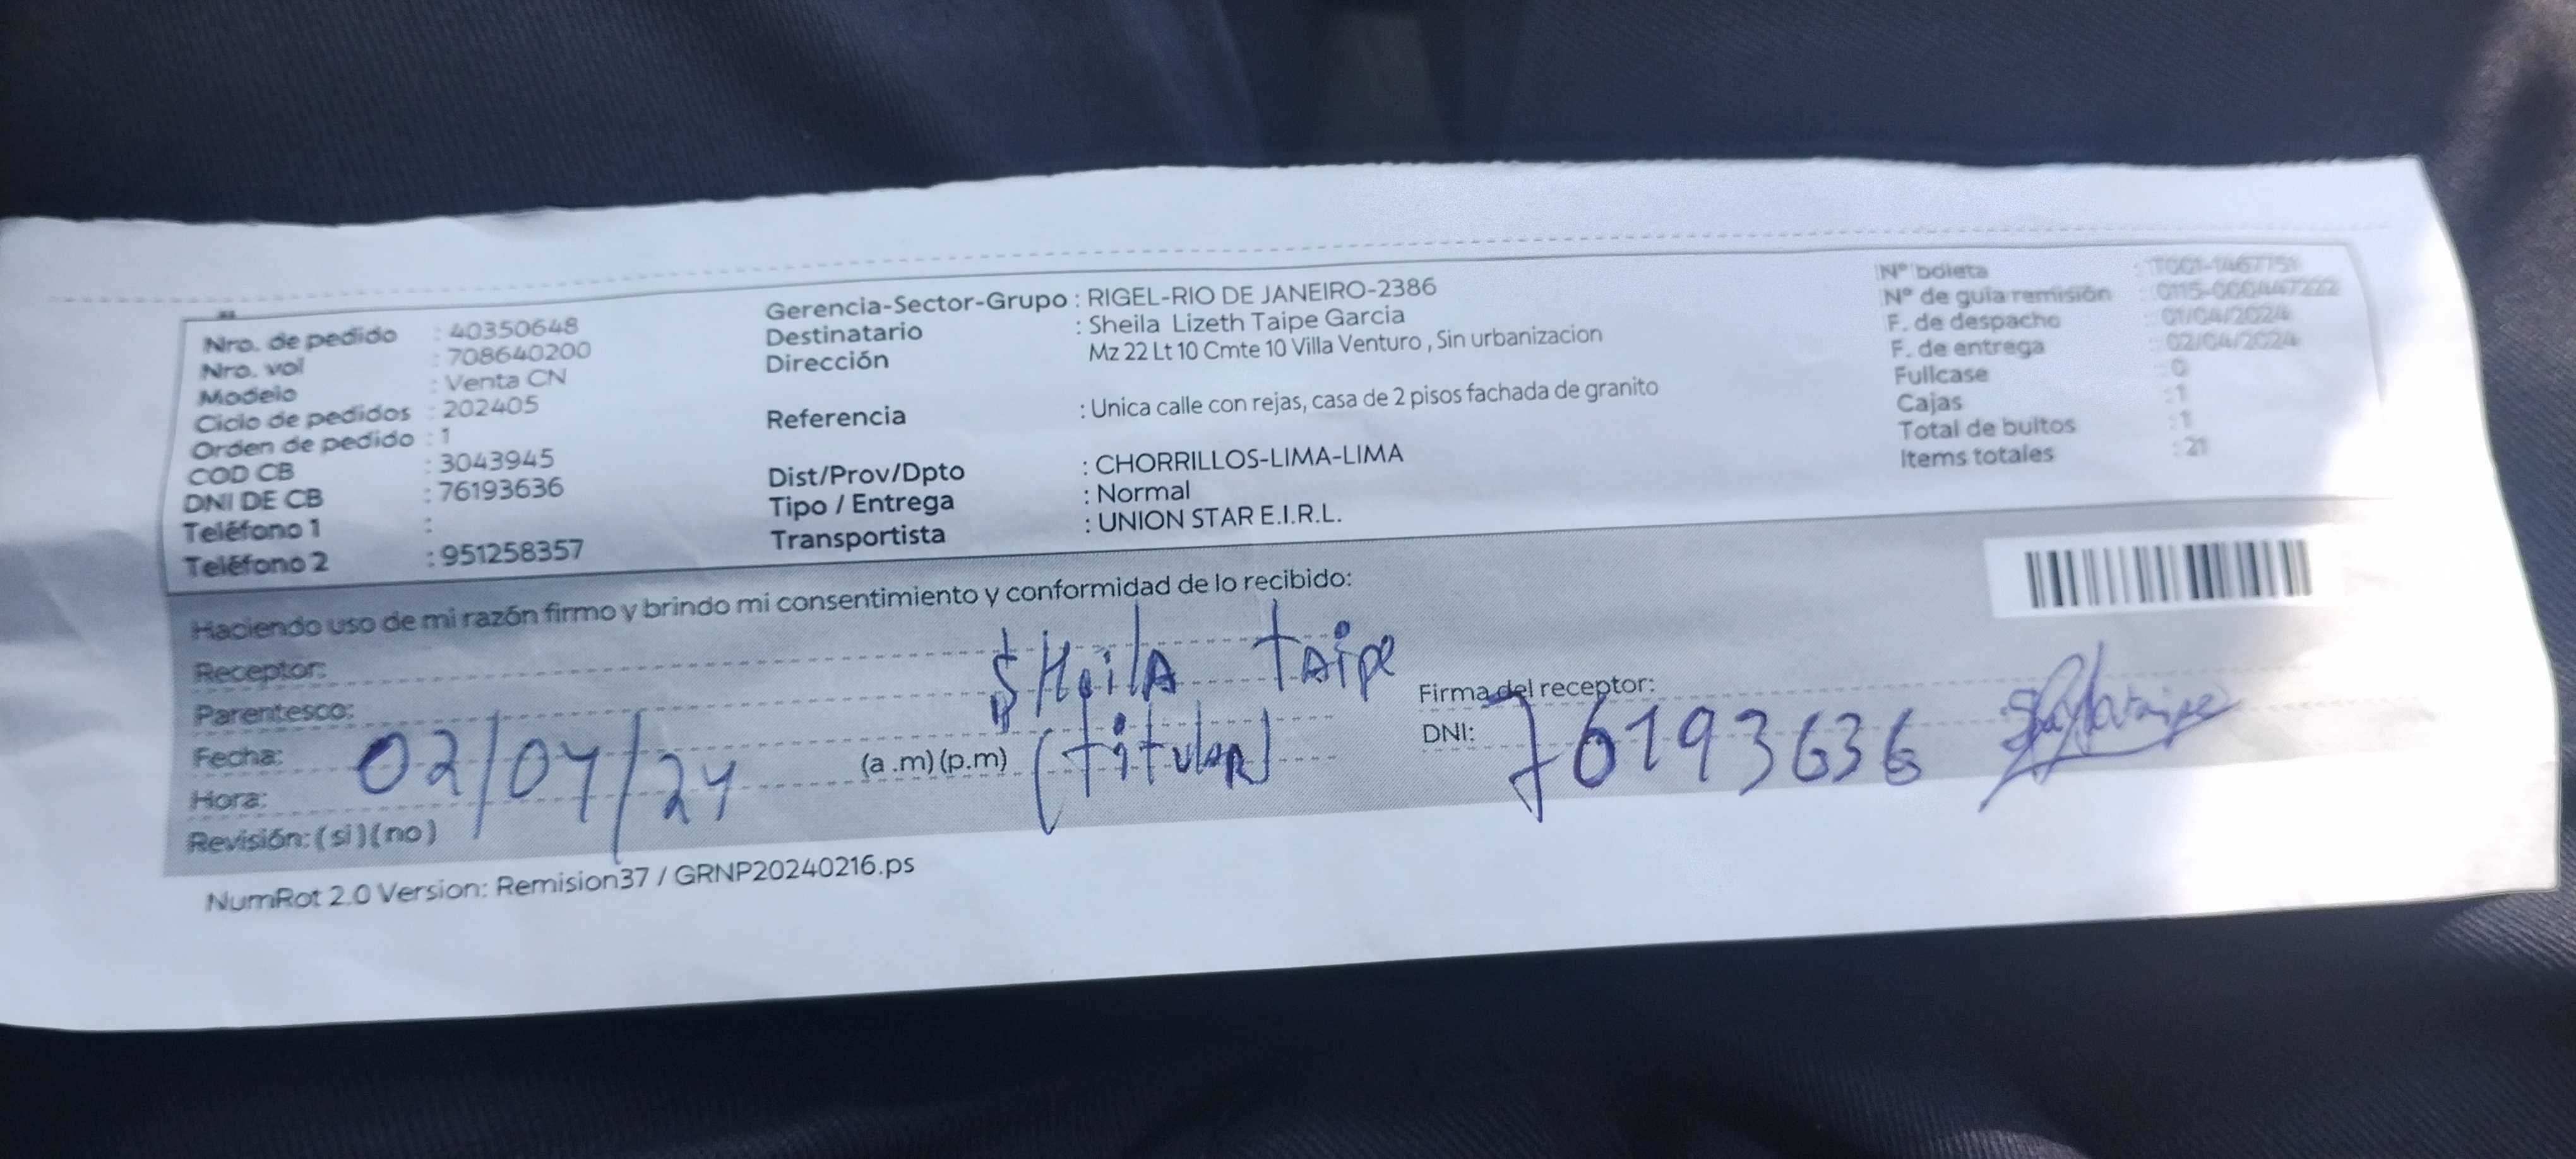 Nro. de pedido : 40350648
Nro. vol : 708640200
Modelo : Venta CN
Ciclo de pedidos : 202405
Orden de pedido : 1
COD CB : 3043945
DNI DE CB : 76193636
Teléfono 1 :
Teléfono 2 : 951258357
Gerencia-Sector-Grupo : RIGEL-RIO DE JANEIRO-2386
Destinatario : Sheila Lizeth Taipe Garcia
Dirección Mz 22 Lt 10 Cmte 10 Villa Venturo , Sin urbanizacion
Referencia : Unica calle con rejas, casa de 2 pisos fachada de granito
Dist/Prov/Dpto : CHORRILLOS-LIMA-LIMA
Tipo / Entrega : Normal
Transportista : UNION STAR E.I.R.L.
N° boleta : T001-1467751
N° de guia remisión : 0115-000447222
F. de despacho : 01/04/2024
F. de entrega : 02/04/2024
Fullcase : 0
Cajas : 1
Total de bultos : 1
Items totales : 21
Haciendo uso de mi razón firmo y brindo mi consentimiento y conformidad de lo recibido:
Receptor: SHeilA TAipe
Parentesco: (titulaR)
Fecha: 02/04/24
Hora: (a .m) (p.m)
Revisión: ( si ) ( no )
Firma del receptor:
DNI: 76193636
NumRot 2.0 Version: Remision37 / GRNP20240216.ps